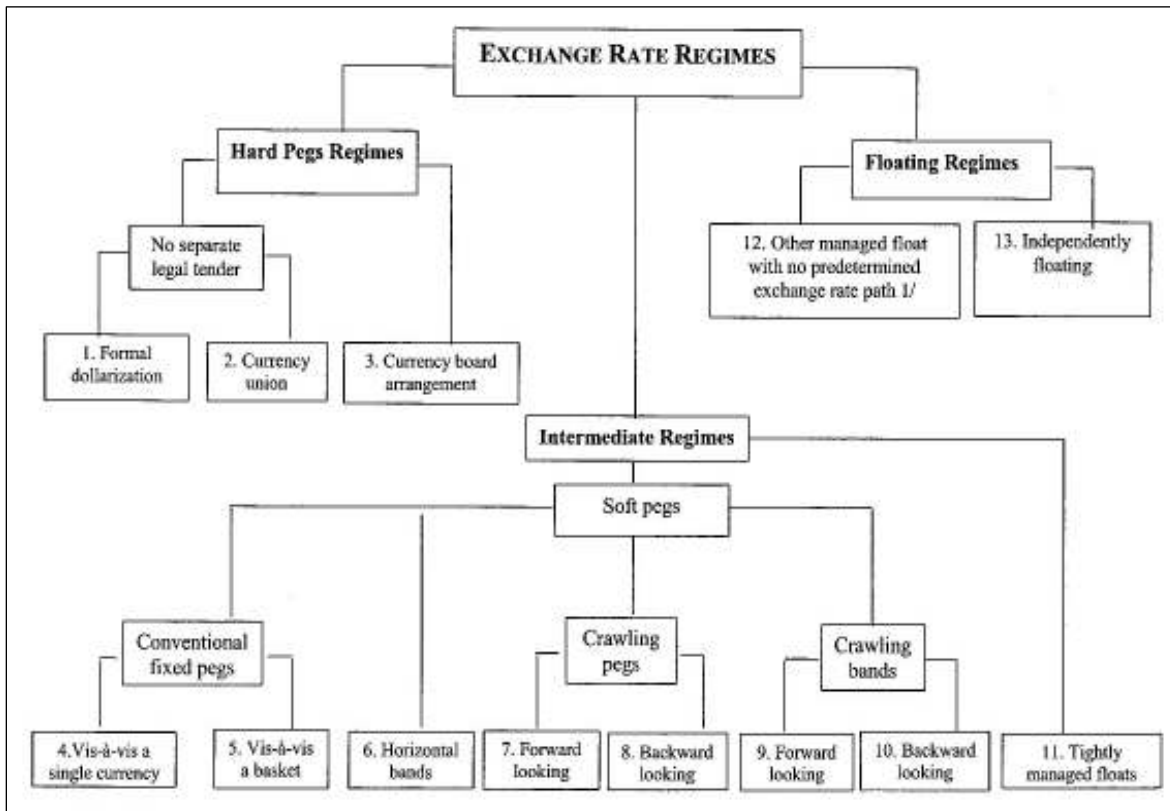 EXCHANGE RATE REGIMES
Hard Pegs Regimes
Floating Regimes
No separate
legal tender
12. Other managed float
with no predetermined
exchange rate path 1/
13. Independently
floating
1. Formal
dollarization
2. Currency
union
3. Currency board
arrangement
Intermediate Regimes
Soft pegs
Conventional
fixed pegs
Crawling
pegs
Crawling
bands
4.Vis-à-vis a
single currency
5. Vis-à-vis
a basket
6. Horizontal
bands
7. Forward
looking
8. Backward
looking
9. Forward
looking
10. Backward
looking
11. Tightly
managed floats